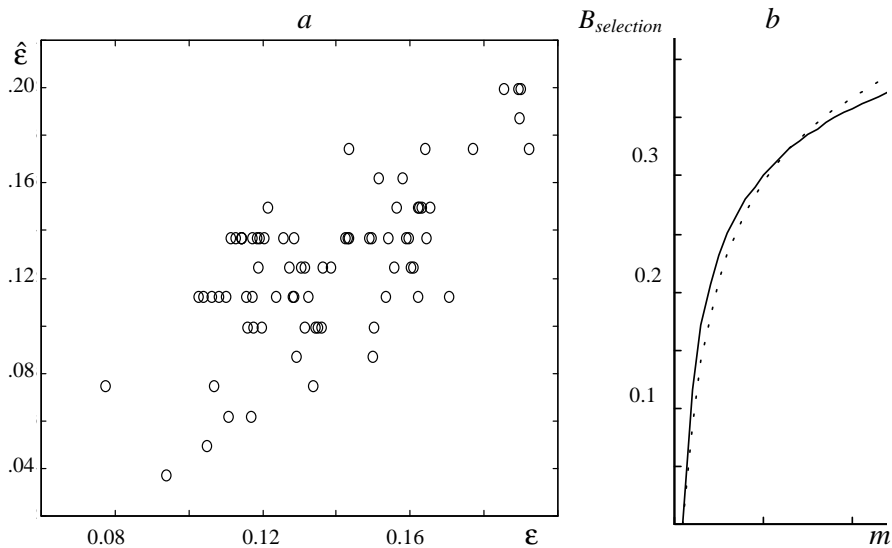 a
B_selection
b
ε̂
.20
.16
.12
.08
.04
0.08
0.12
0.16
ε
0.3
0.2
0.1
m